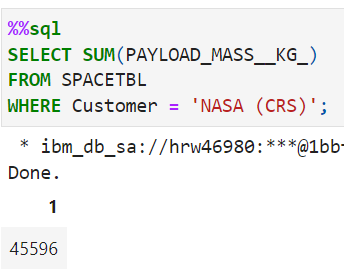 %%sql
SELECT SUM(PAYLOAD_MASS__KG_)
FROM SPACETBL
WHERE Customer = 'NASA (CRS)';
* ibm_db_sa://hrw46980:***@1bb
Done.
1
45596